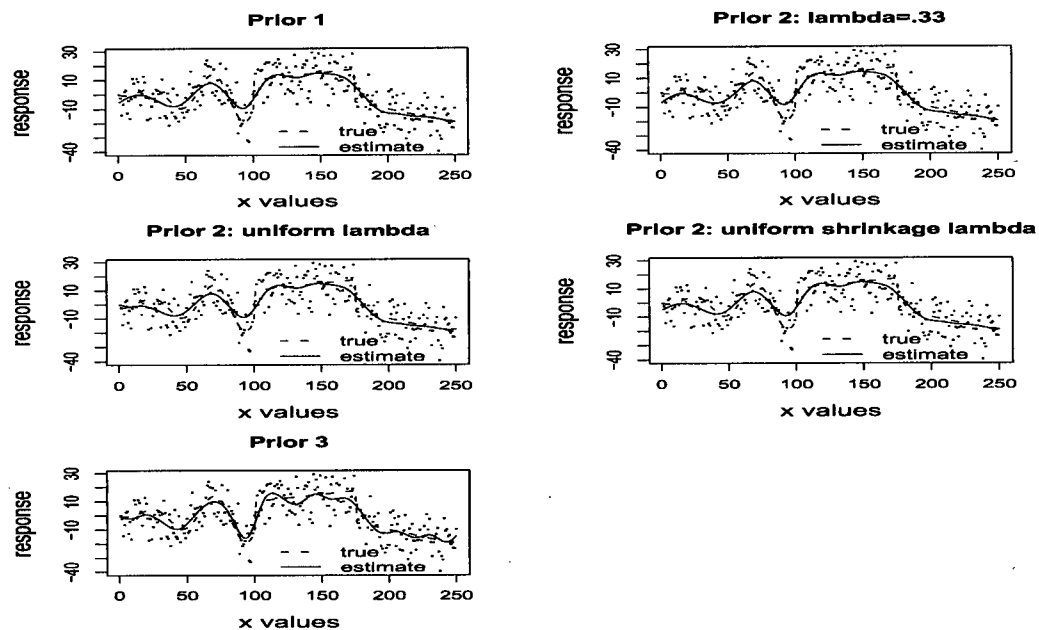 Prior 1
response
30
10
-10
-40
true
estimate
0 50 100 150 200 250
x values
Prior 2: lambda=.33
response
30
10
-10
-40
true
estimate
0 50 100 150 200 250
x values
Prior 2: uniform lambda
response
30
10
-10
-40
true
estimate
0 50 100 150 200 250
x values
Prior 2: uniform shrinkage lambda
response
30
10
-10
-40
true
estimate
0 50 100 150 200 250
x values
Prior 3
response
30
10
-10
-40
true
estimate
0 50 100 150 200 250
x values